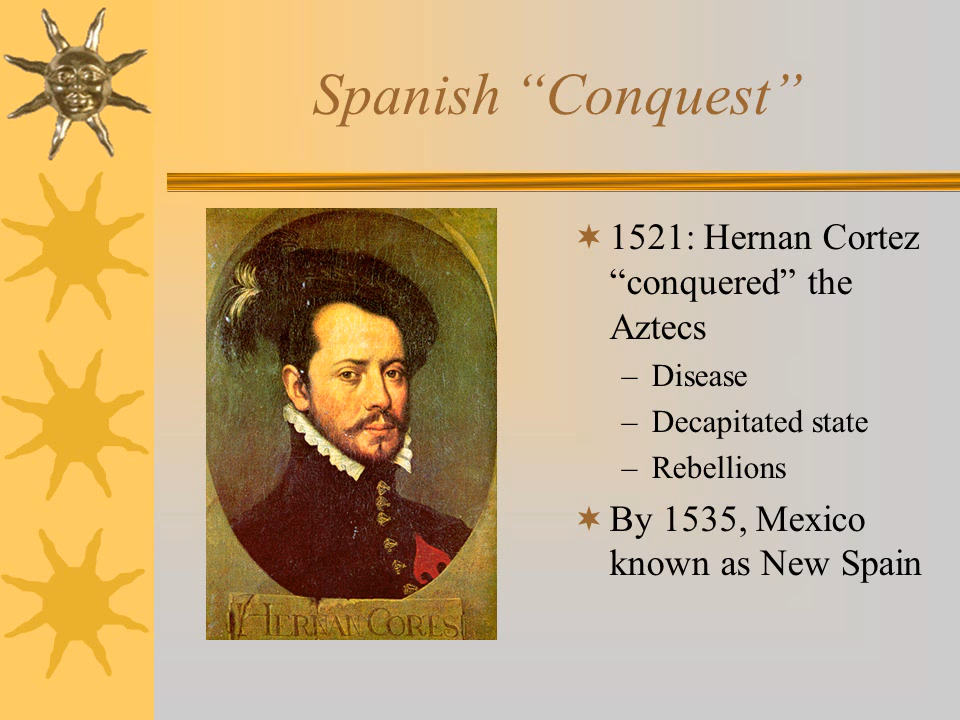 Spanish “Conquest”
1521: Hernan Cortez
“conquered” the
Aztecs
– Disease
– Decapitated state
– Rebellions
By 1535, Mexico
known as New Spain
HERNAN CORES